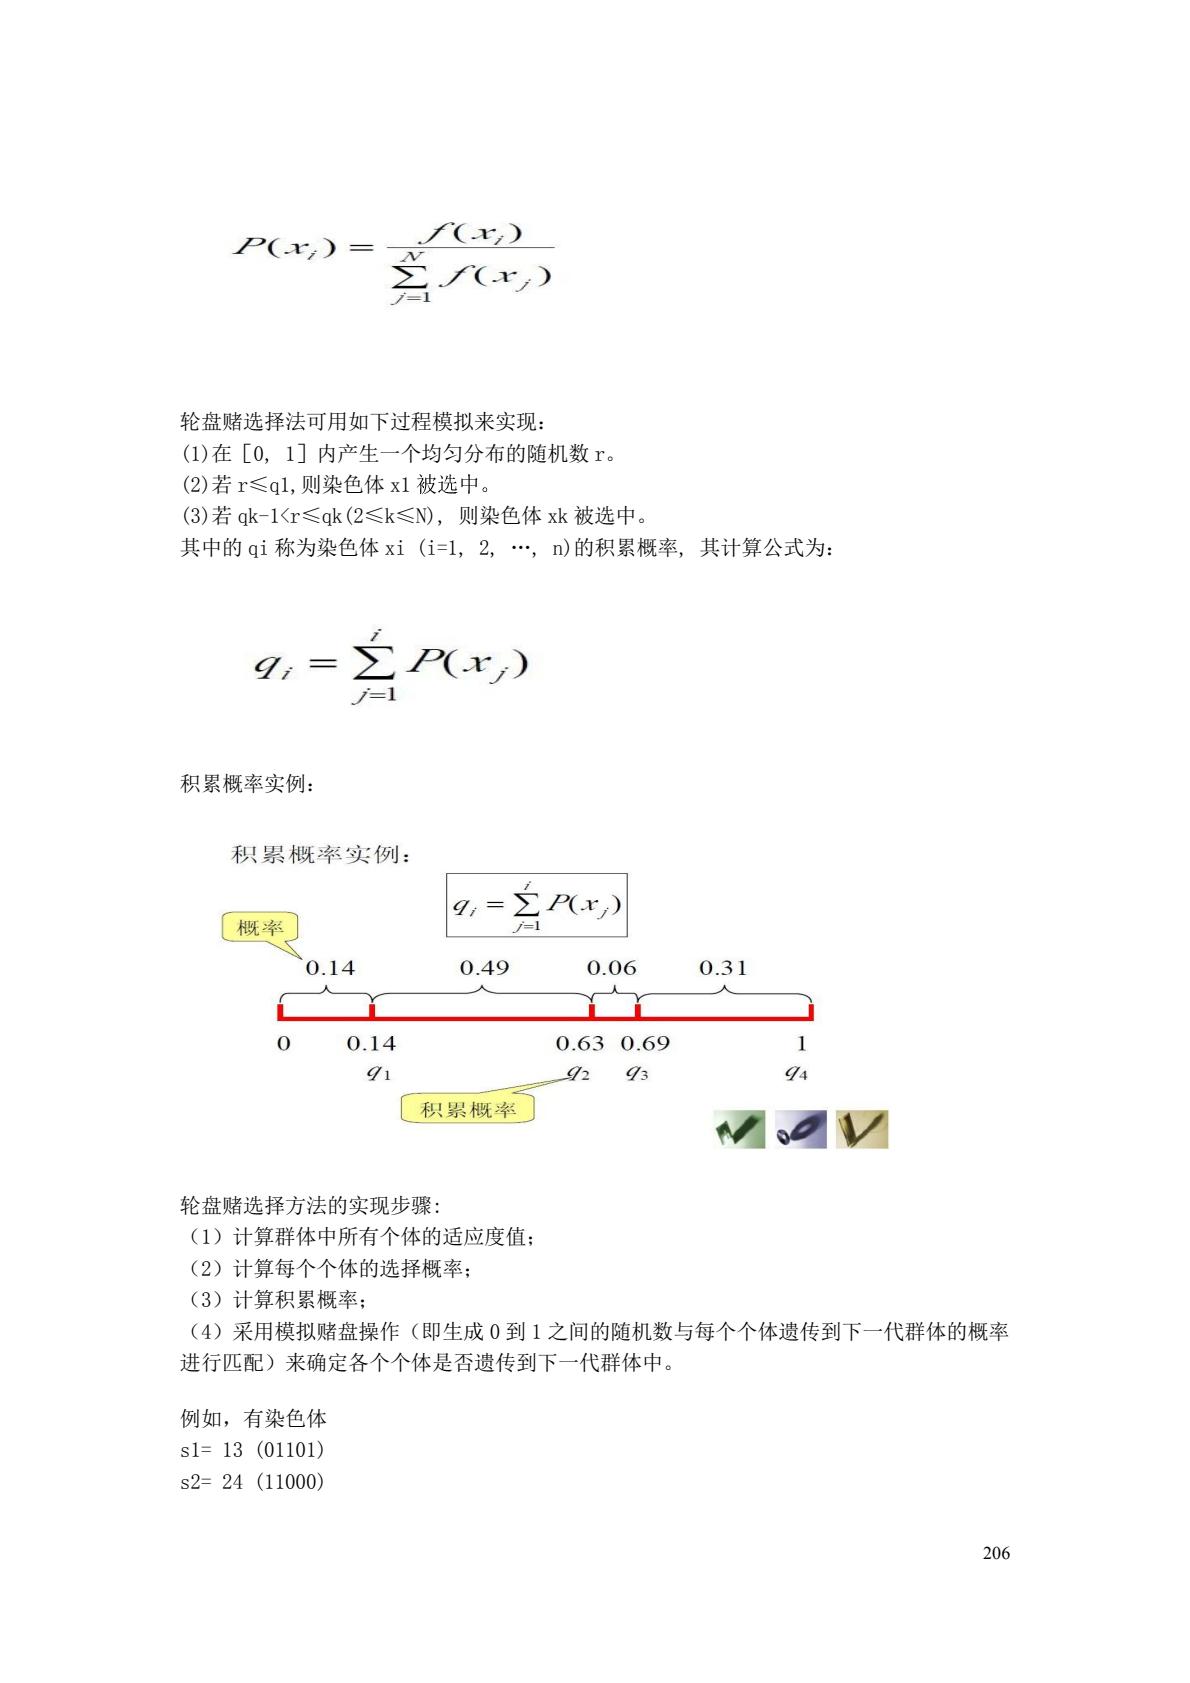 P(x_i) = f(x_i) / ∑_{j=1}^{N} f(x_j)
轮盘赌选择法可用如下过程模拟来实现：
(1)在［0, 1］内产生一个均匀分布的随机数 r。
(2)若 r≤q1,则染色体 x1 被选中。
(3)若 qk-1<r≤qk(2≤k≤N), 则染色体 xk 被选中。
其中的 qi 称为染色体 xi (i=1, 2, …, n)的积累概率, 其计算公式为：
q_i = ∑_{j=1}^{i} P(x_j)
积累概率实例：
积累概率实例：
q_i = ∑_{j=1}^{i} P(x_j)
概率
0.14 0.49 0.06 0.31
0 0.14 0.63 0.69 1
q1 q2 q3 q4
积累概率
轮盘赌选择方法的实现步骤：
（1）计算群体中所有个体的适应度值；
（2）计算每个个体的选择概率；
（3）计算积累概率；
（4）采用模拟赌盘操作（即生成 0 到 1 之间的随机数与每个个体遗传到下一代群体的概率
进行匹配）来确定各个个体是否遗传到下一代群体中。
例如，有染色体
s1= 13 (01101)
s2= 24 (11000)
206